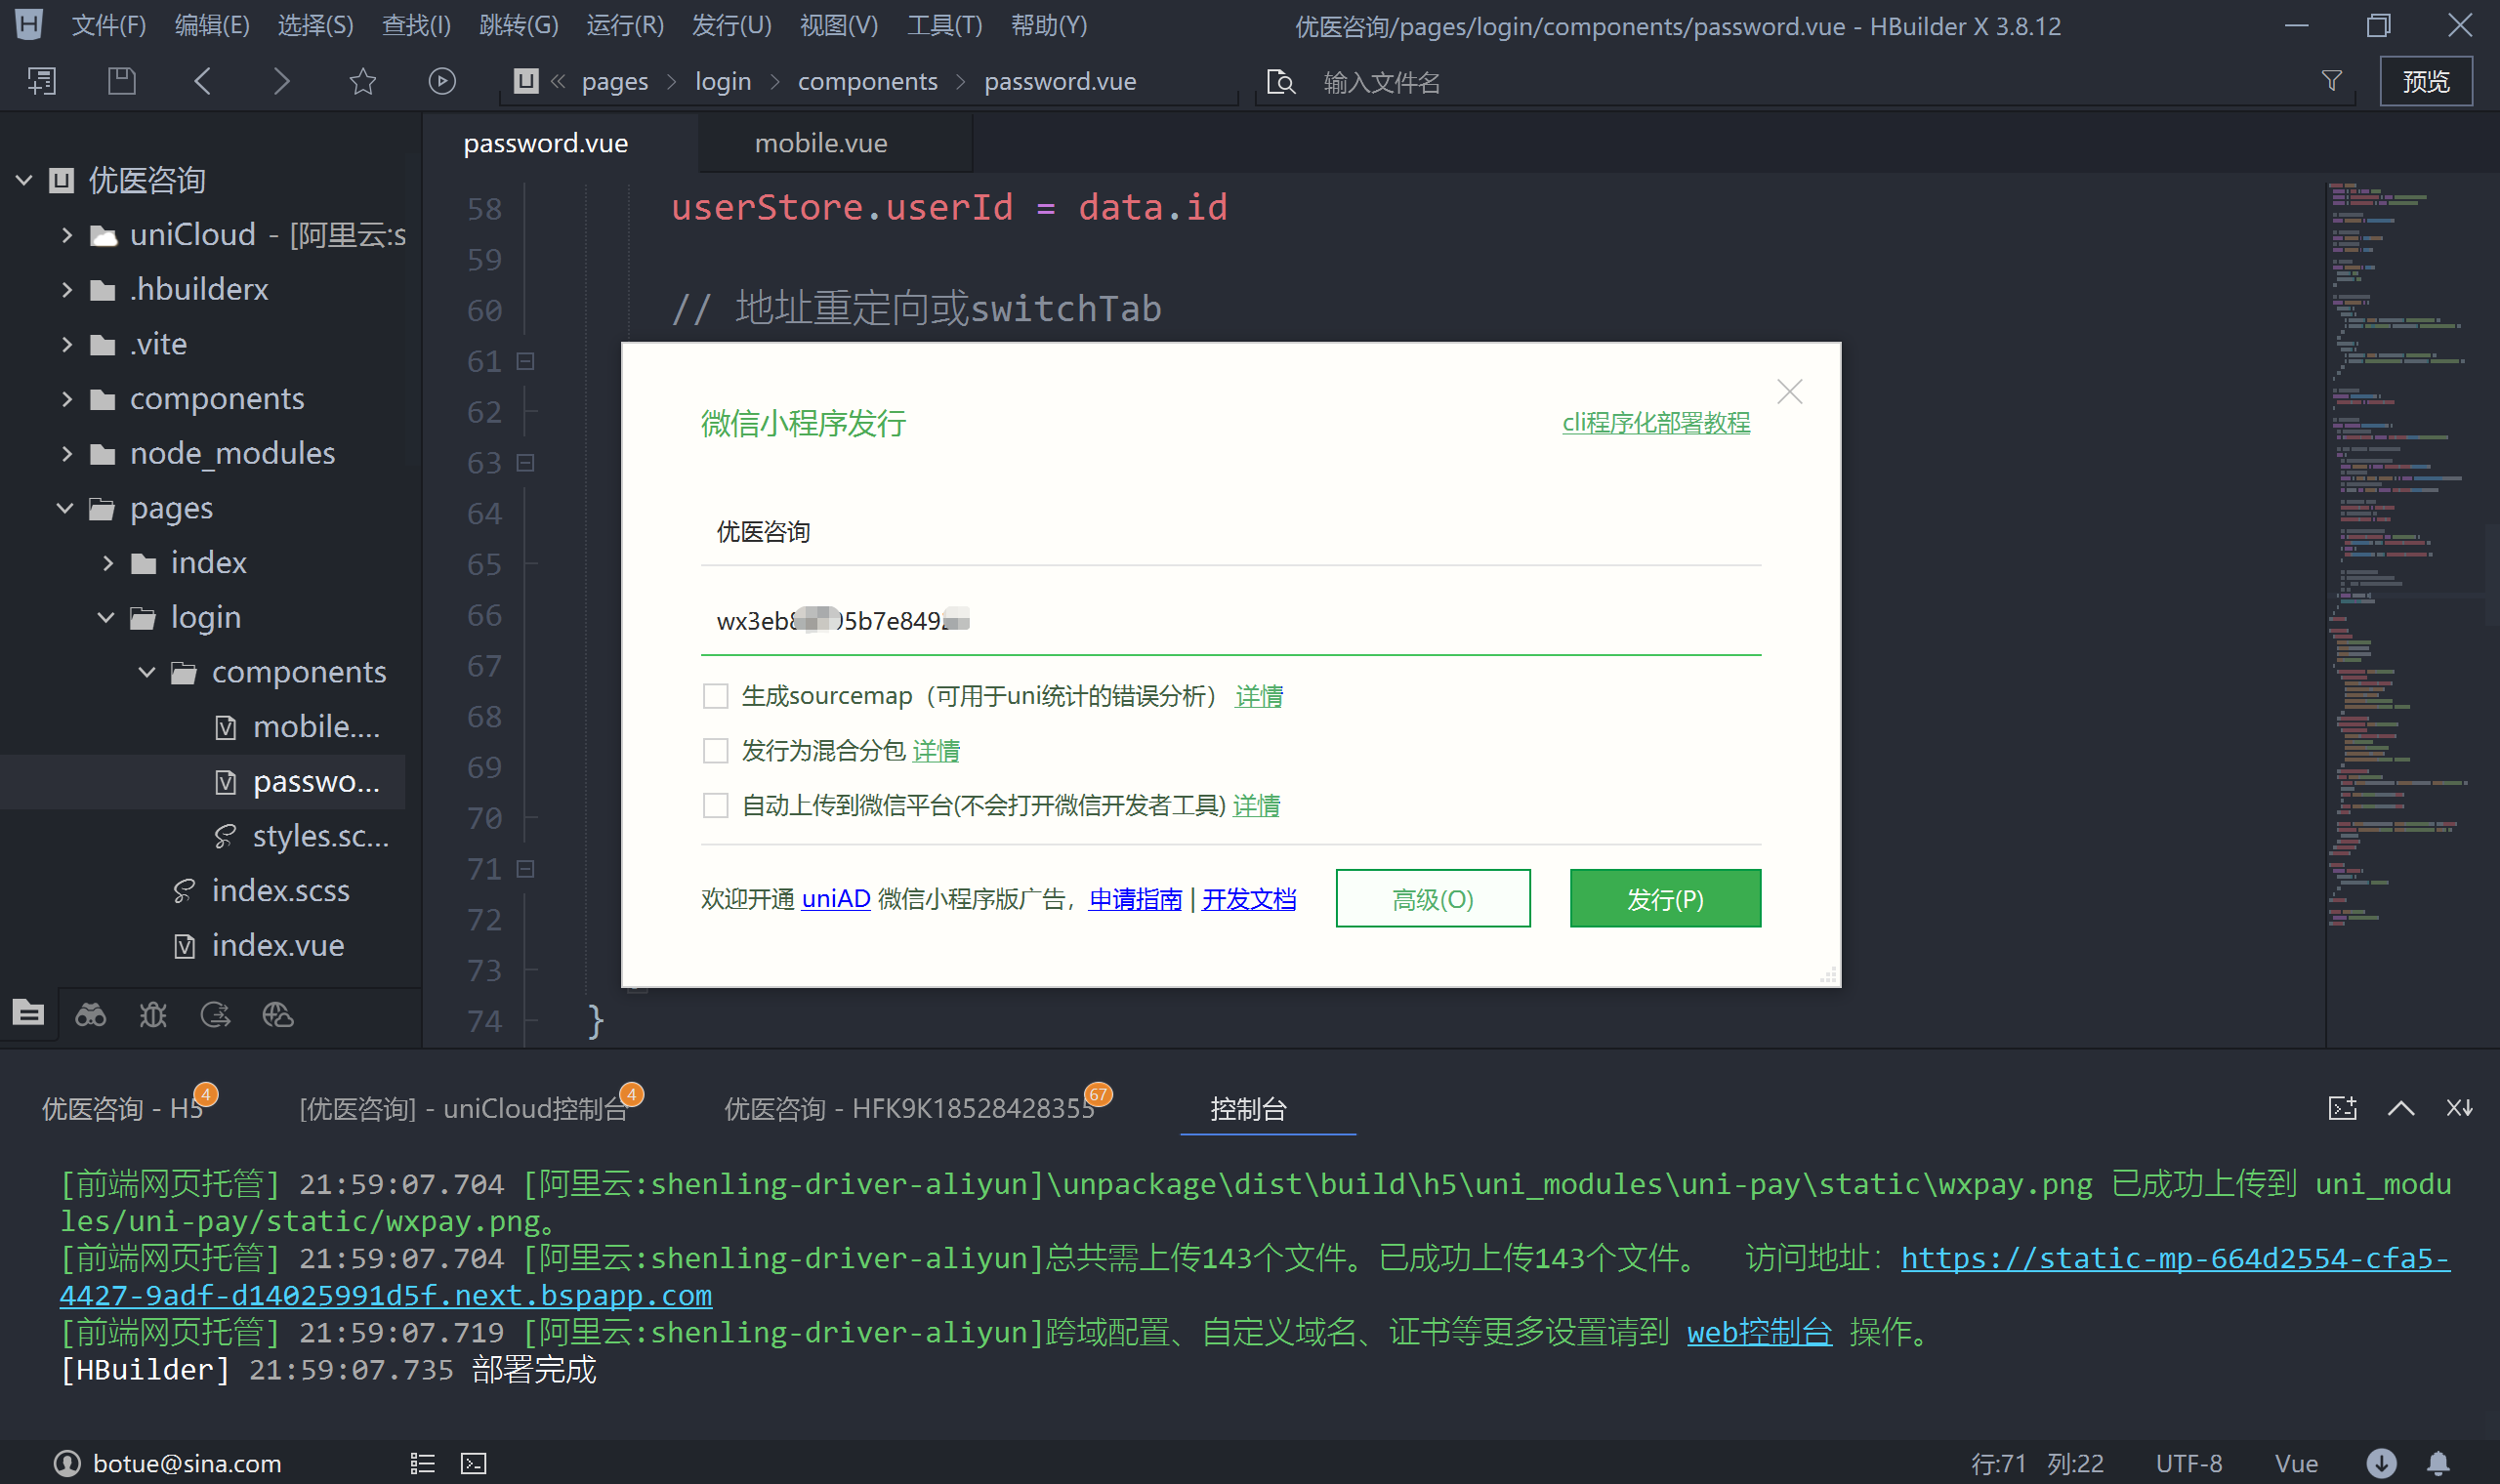 文件(F) 编辑(E) 选择(S) 查找(I) 跳转(G) 运行(R) 发行(U) 视图(V) 工具(T) 帮助(Y)
优医咨询/pages/login/components/password.vue - HBuilder X 3.8.12
pages login components password.vue
输入文件名
预览
优医咨询
uniCloud - [阿里云:s
.hbuilderx
.vite
components
node_modules
pages
index
login
components
mobile....
passwo...
styles.sc...
index.scss
index.vue
password.vue
mobile.vue
58 userStore.userId = data.id
59
60 // 地址重定向或switchTab
61
62
63
64
65
66
67
68
69
70
71
72
73
74 }
微信小程序发行
cli程序化部署教程
优医咨询
wx3eb 05b7e849
生成sourcemap（可用于uni统计的错误分析） 详情
发行为混合分包 详情
自动上传到微信平台(不会打开微信开发者工具) 详情
欢迎开通 uniAD 微信小程序版广告，申请指南 | 开发文档
高级(O)
发行(P)
优医咨询 - H5 4
[优医咨询] - uniCloud控制台 4
优医咨询 - HFK9K18528428355 67
控制台
[前端网页托管] 21:59:07.704 [阿里云:shenling-driver-aliyun]\unpackage\dist\build\h5\uni_modules\uni-pay\static\wxpay.png 已成功上传到 uni_modu
les/uni-pay/static/wxpay.png。
[前端网页托管] 21:59:07.704 [阿里云:shenling-driver-aliyun]总共需上传143个文件。已成功上传143个文件。 访问地址：https://static-mp-664d2554-cfa5-
4427-9adf-d14025991d5f.next.bspapp.com
[前端网页托管] 21:59:07.719 [阿里云:shenling-driver-aliyun]跨域配置、自定义域名、证书等更多设置请到 web控制台 操作。
[HBuilder] 21:59:07.735 部署完成
botue@sina.com
行:71 列:22 UTF-8 Vue